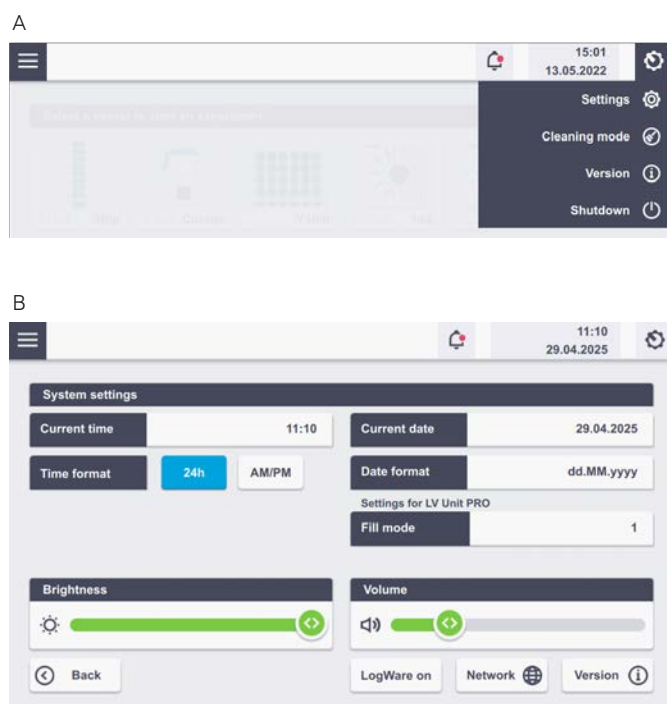 A
15:01
13.05.2022
Settings
Cleaning mode
Version
Shutdown
B
11:10
29.04.2025
System settings
Current time 11:10
Current date 29.04.2025
Time format 24h AM/PM
Date format dd.MM.yyyy
Settings for LV Unit PRO
Fill mode 1
Brightness
Volume
Back
LogWare on
Network
Version